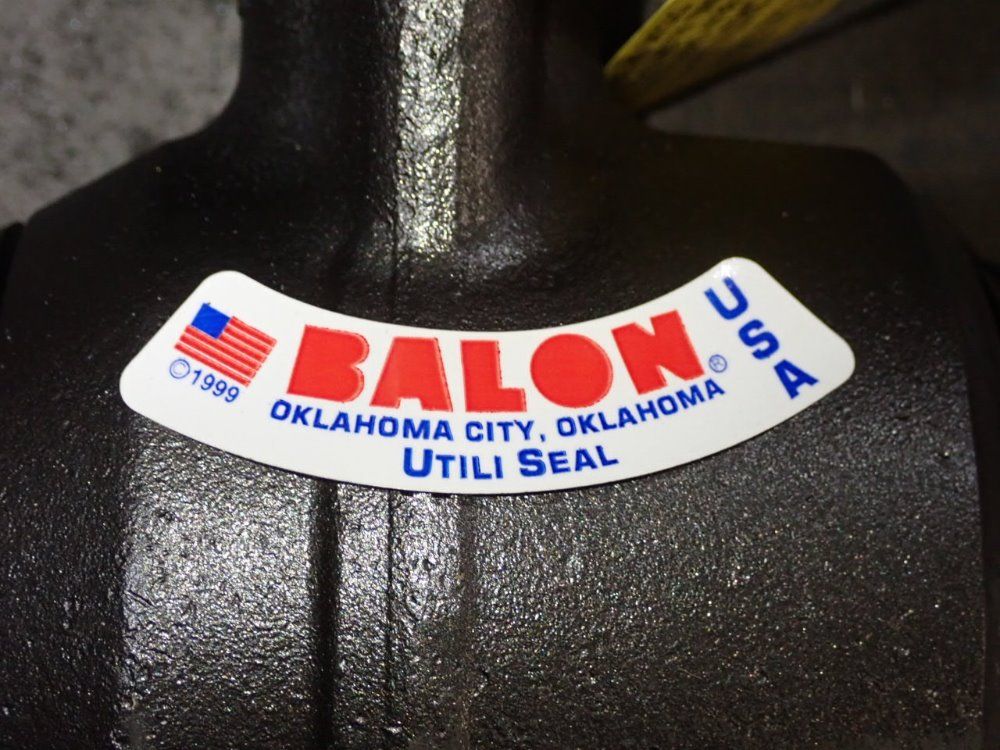 ©1999
BALON®
OKLAHOMA CITY, OKLAHOMA
UTILI SEAL
USA